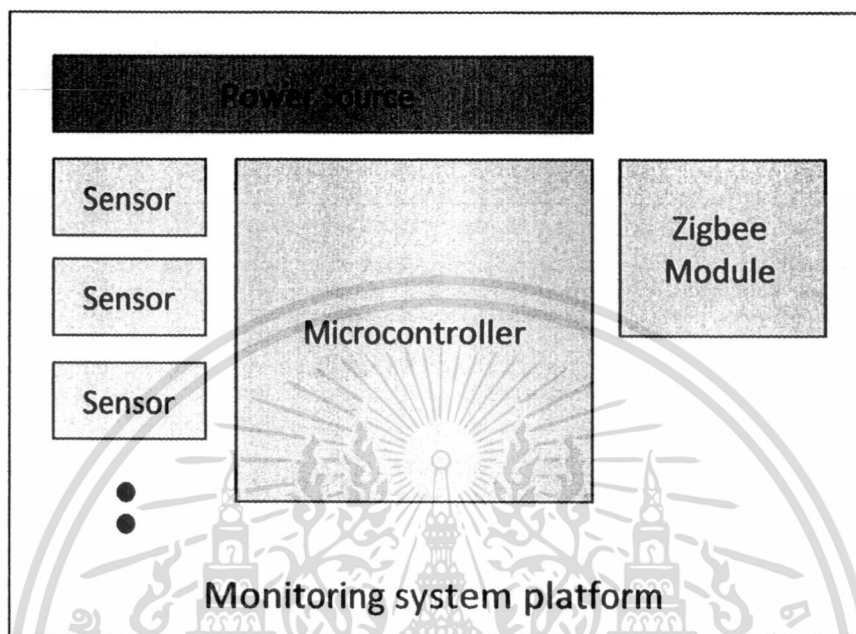 Power Source
Sensor
Sensor
Sensor
Microcontroller
Zigbee
Module
Monitoring system platform